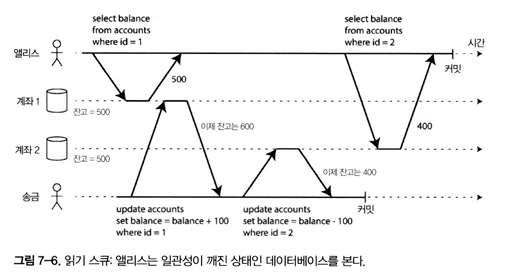 select balance
from accounts
where id = 1
select balance
from accounts
where id = 2
앨리스
시간
커밋
500
400
계좌 1
잔고 = 500
이제 잔고는 600
계좌 2
잔고 = 500
이제 잔고는 400
송금
커밋
update accounts
set balance = balance + 100
where id = 1
update accounts
set balance = balance - 100
where id = 2
그림 7-6. 읽기 스큐: 앨리스는 일관성이 깨진 상태인 데이터베이스를 본다.